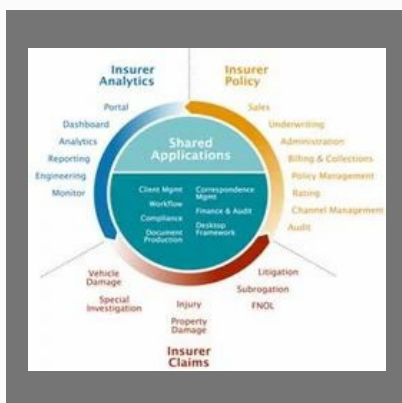 Insurer
Analytics
Portal
Dashboard
Analytics
Reporting
Engineering
Monitor
Insurer
Policy
Sales
Underwriting
Administration
Billing & Collections
Policy Management
Rating
Channel Management
Audit
Shared
Applications
Client Mgmt
Workflow
Compliance
Document
Production
Correspondence
Mgmt
Finance & Audit
Desktop
Framework
Vehicle
Damage
Special
Investigation
Injury
Property
Damage
Litigation
Subrogation
FNOL
Insurer
Claims